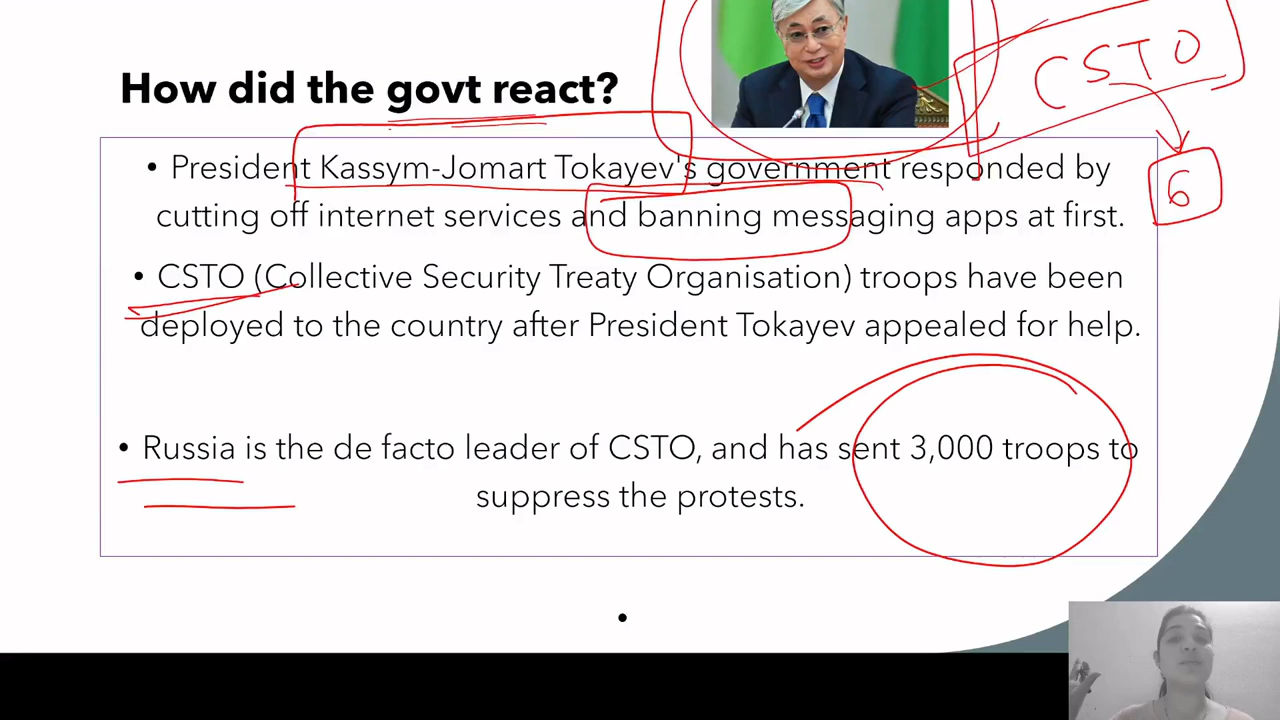 How did the govt react?
CSTO
6
• President Kassym-Jomart Tokayev's government responded by
cutting off internet services and banning messaging apps at first.
• CSTO (Collective Security Treaty Organisation) troops have been
deployed to the country after President Tokayev appealed for help.
• Russia is the de facto leader of CSTO, and has sent 3,000 troops to
suppress the protests.
•